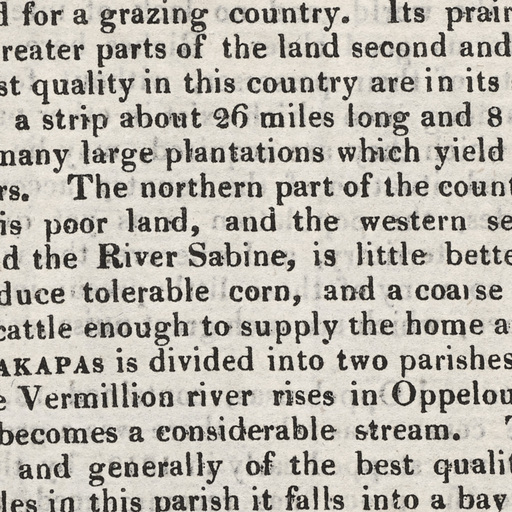 d for a grazing country. Its prair
reater parts of the land second and
st quality in this country are in its
a strip about 26 miles long and 8
many large plantations which yield
rs. The northern part of the count
is poor land, and the western se
d the River Sabine, is little bette
duce tolerable corn, and a coarse
cattle enough to supply the home a
AKAPAS is divided into two parishes
e Vermillion river rises in Oppelou
becomes a considerable stream.
and generally of the best qualit
les in this parish it falls into a bay